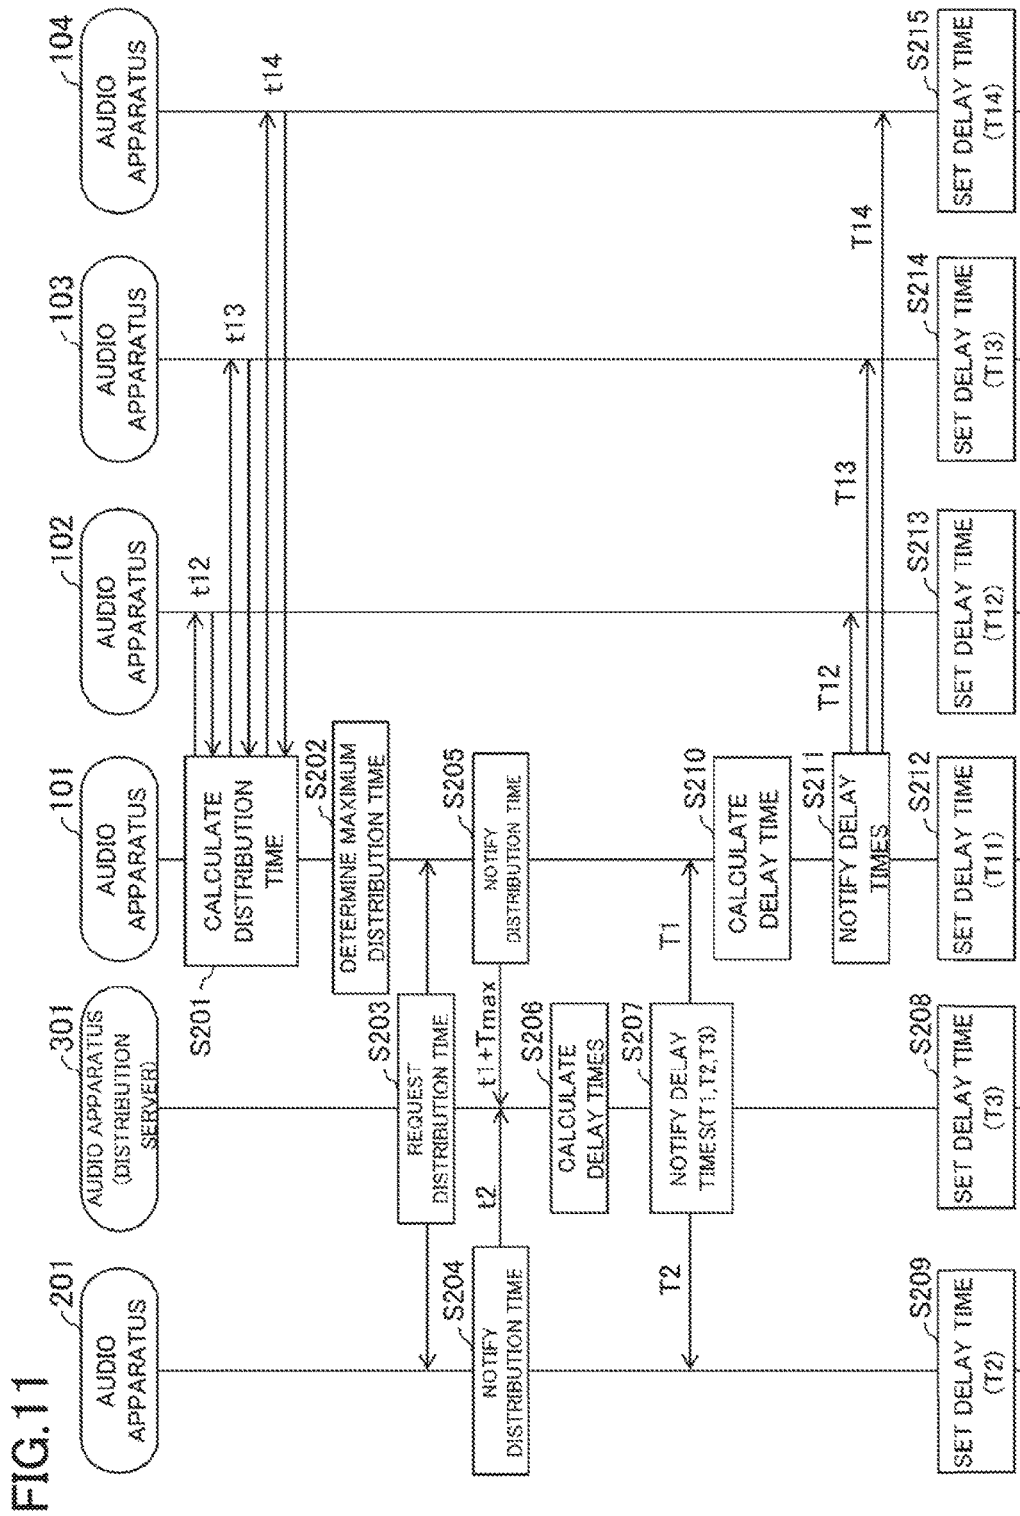 FIG.11
201
AUDIO
APPARATUS
301
AUDIO APPARATUS
(DISTRIBUTION
SERVER)
101
AUDIO
APPARATUS
102
AUDIO
APPARATUS
103
AUDIO
APPARATUS
104
AUDIO
APPARATUS
S201
CALCULATE
DISTRIBUTION
TIME
t12
t13
t14
S202
DETERMINE MAXIMUM
DISTRIBUTION TIME
S203
REQUEST
DISTRIBUTION TIME
S204
NOTIFY
DISTRIBUTION TIME
t2
S205
NOTIFY
DISTRIBUTION TIME
t1+Tmax
S206
CALCULATE
DELAY TIMES
S207
NOTIFY DELAY
TIMES(T1,T2,T3)
T2
T1
S210
CALCULATE
DELAY TIME
S211
NOTIFY DELAY
TIMES
T12
T13
T14
S209
SET DELAY TIME
(T2)
S208
SET DELAY TIME
(T3)
S212
SET DELAY TIME
(T11)
S213
SET DELAY TIME
(T12)
S214
SET DELAY TIME
(T13)
S215
SET DELAY TIME
(T14)